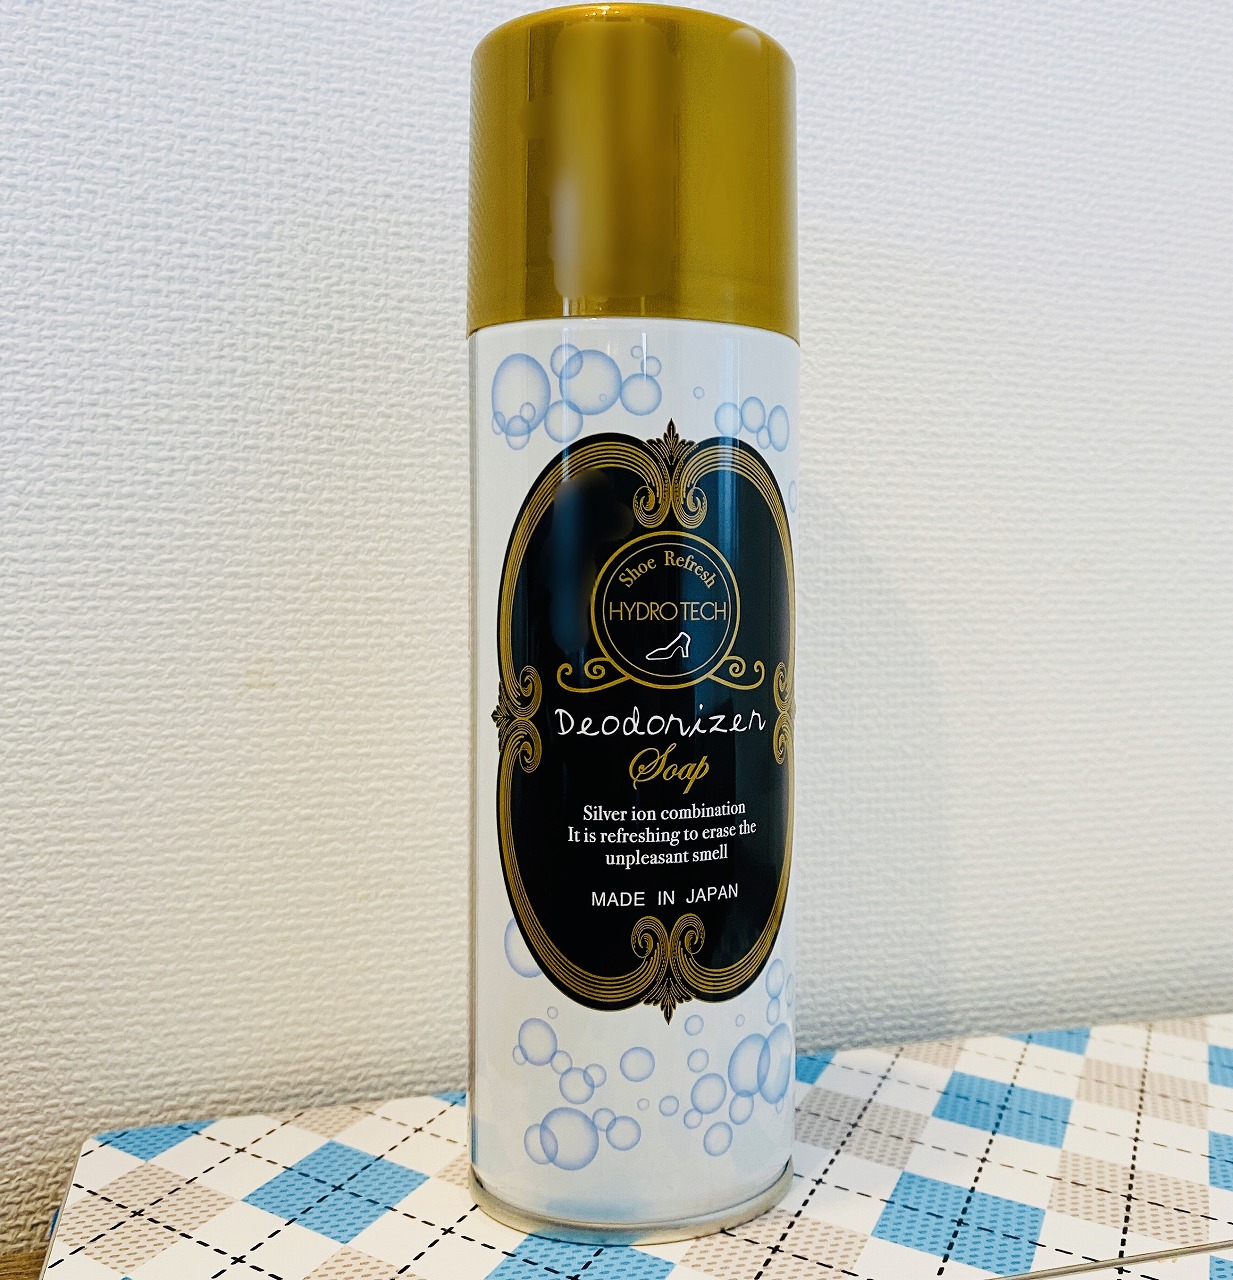 Shoe Refresh
HYDRO TECH
Deodorizer
Soap
Silver ion combination
It is refreshing to erase the
unpleasant smell
MADE IN JAPAN